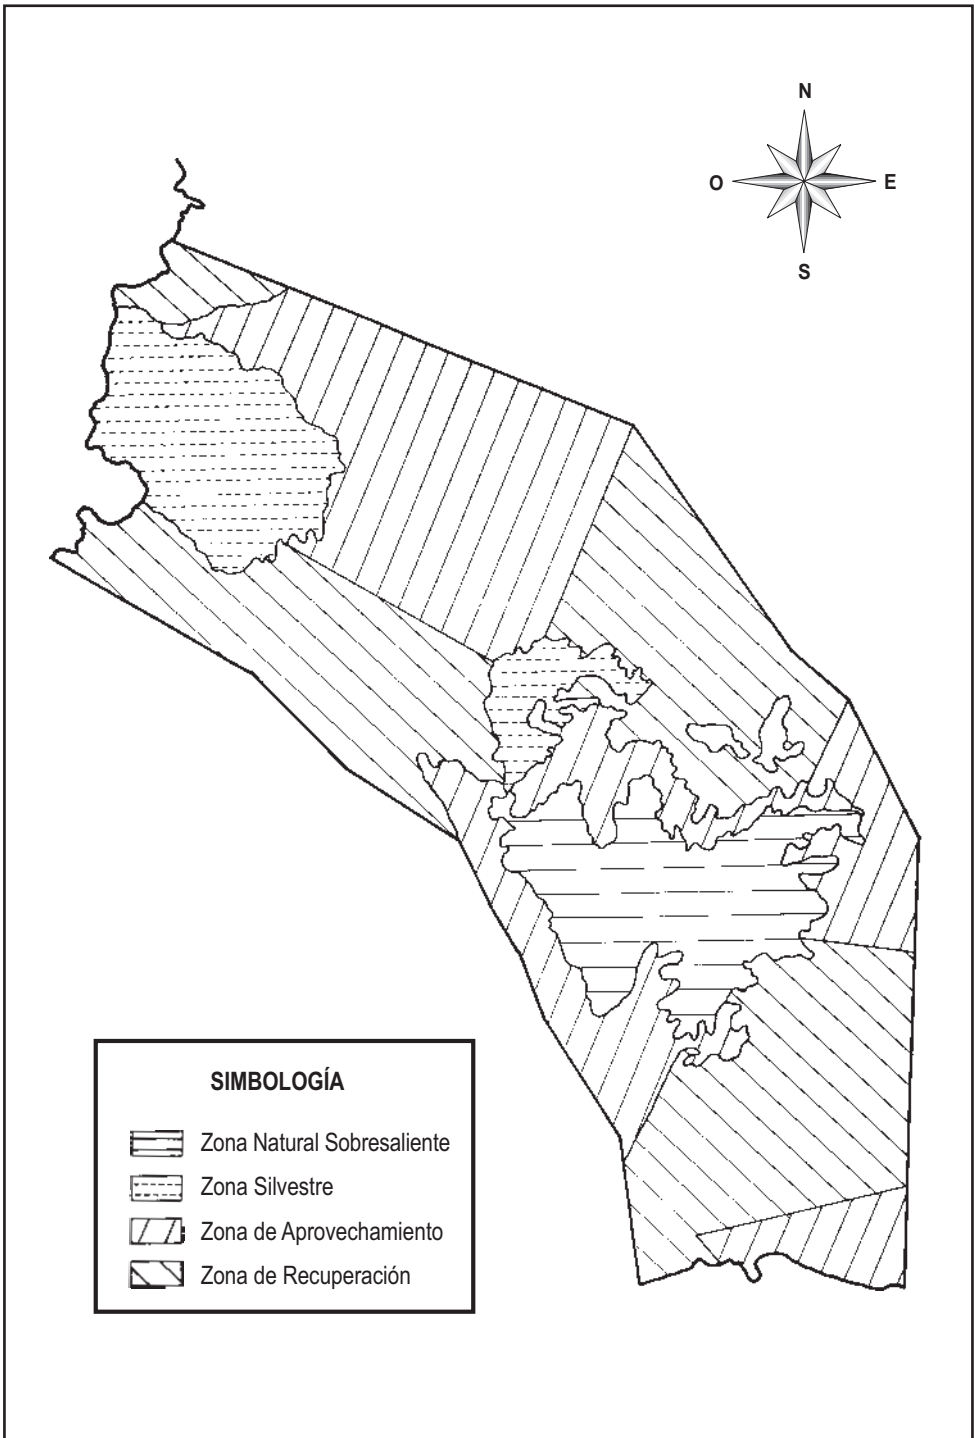 N
O
E
S
SIMBOLOGÍA
Zona Natural Sobresaliente
Zona Silvestre
Zona de Aprovechamiento
Zona de Recuperación